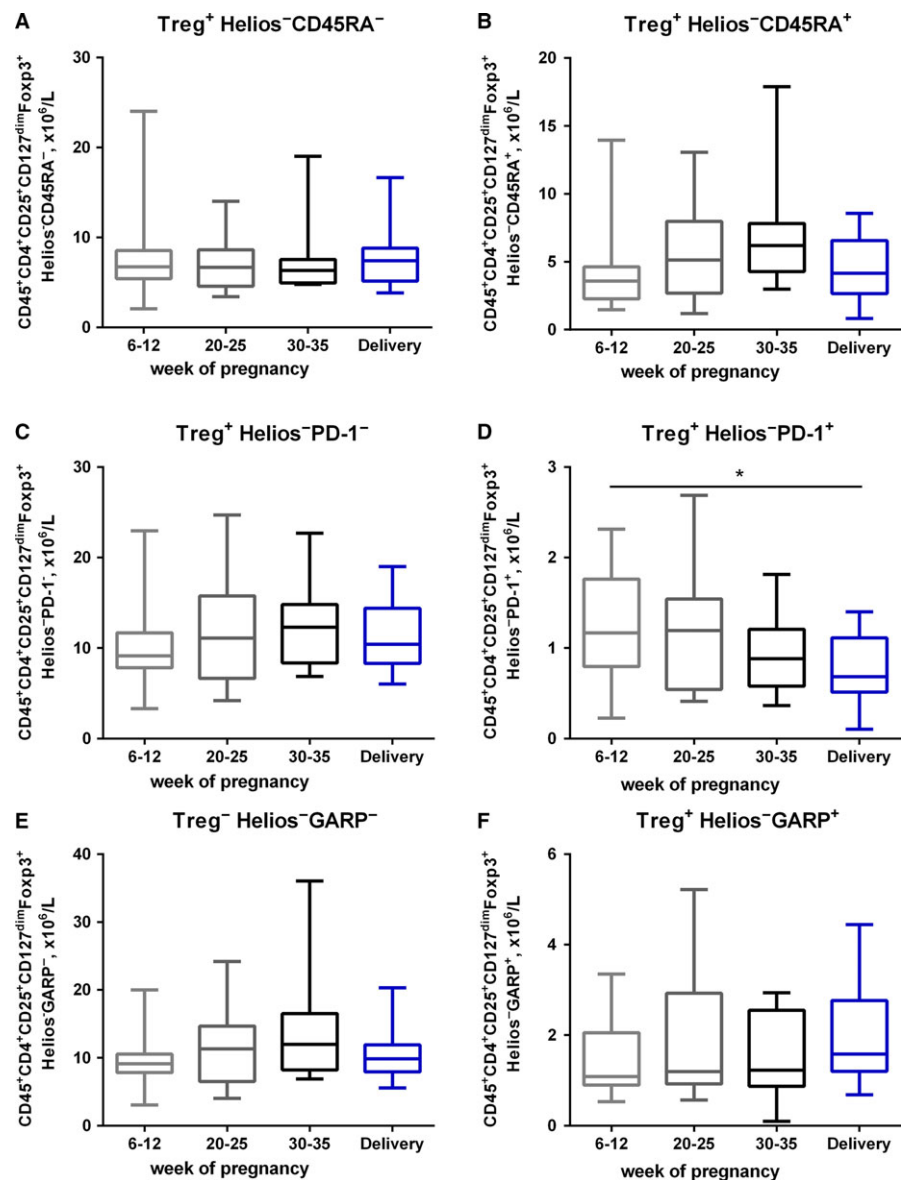 A
Treg⁺ Helios⁻CD45RA⁻
CD45⁺CD4⁺CD25⁺CD127ᵈⁱᵐFoxp3⁺
Helios⁻CD45RA⁻, x10⁶/L
30
20
10
0
6-12
20-25
30-35
Delivery
week of pregnancy
B
Treg⁺ Helios⁻CD45RA⁺
CD45⁺CD4⁺CD25⁺CD127ᵈⁱᵐFoxp3⁺
Helios⁻CD45RA⁺, x10⁶/L
20
15
10
5
0
6-12
20-25
30-35
Delivery
week of pregnancy
C
Treg⁺ Helios⁻PD-1⁻
CD45⁺CD4⁺CD25⁺CD127ᵈⁱᵐFoxp3⁺
Helios⁻PD-1⁻, x10⁶/L
30
20
10
0
6-12
20-25
30-35
Delivery
week of pregnancy
D
Treg⁺ Helios⁻PD-1⁺
CD45⁺CD4⁺CD25⁺CD127ᵈⁱᵐFoxp3⁺
Helios⁻PD-1⁺, x10⁶/L
3
2
1
0
*
6-12
20-25
30-35
Delivery
week of pregnancy
E
Treg⁻ Helios⁻GARP⁻
CD45⁺CD4⁺CD25⁺CD127ᵈⁱᵐFoxp3⁺
Helios⁻GARP⁻, x10⁶/L
40
30
20
10
0
6-12
20-25
30-35
Delivery
week of pregnancy
F
Treg⁺ Helios⁻GARP⁺
CD45⁺CD4⁺CD25⁺CD127ᵈⁱᵐFoxp3⁺
Helios⁻GARP⁺, x10⁶/L
6
4
2
0
6-12
20-25
30-35
Delivery
week of pregnancy